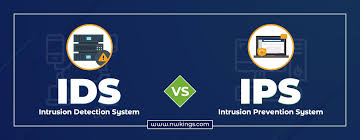 IDS
Intrusion Detection System
VS
IPS
Intrusion Prevention System
www.nwkings.com